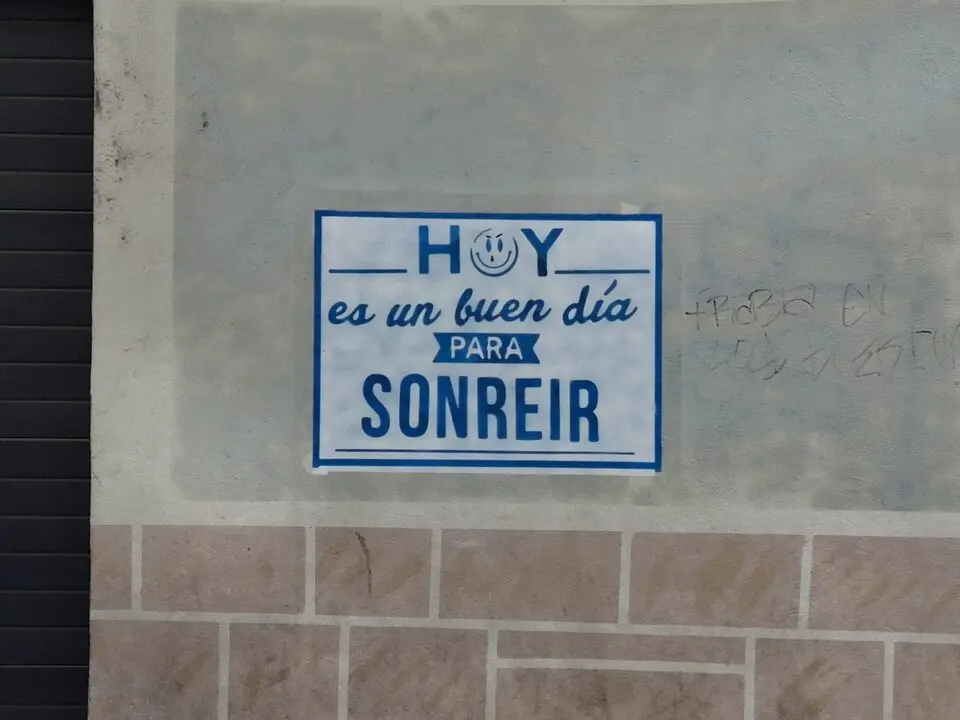 HOY
es un buen día
PARA
SONREIR